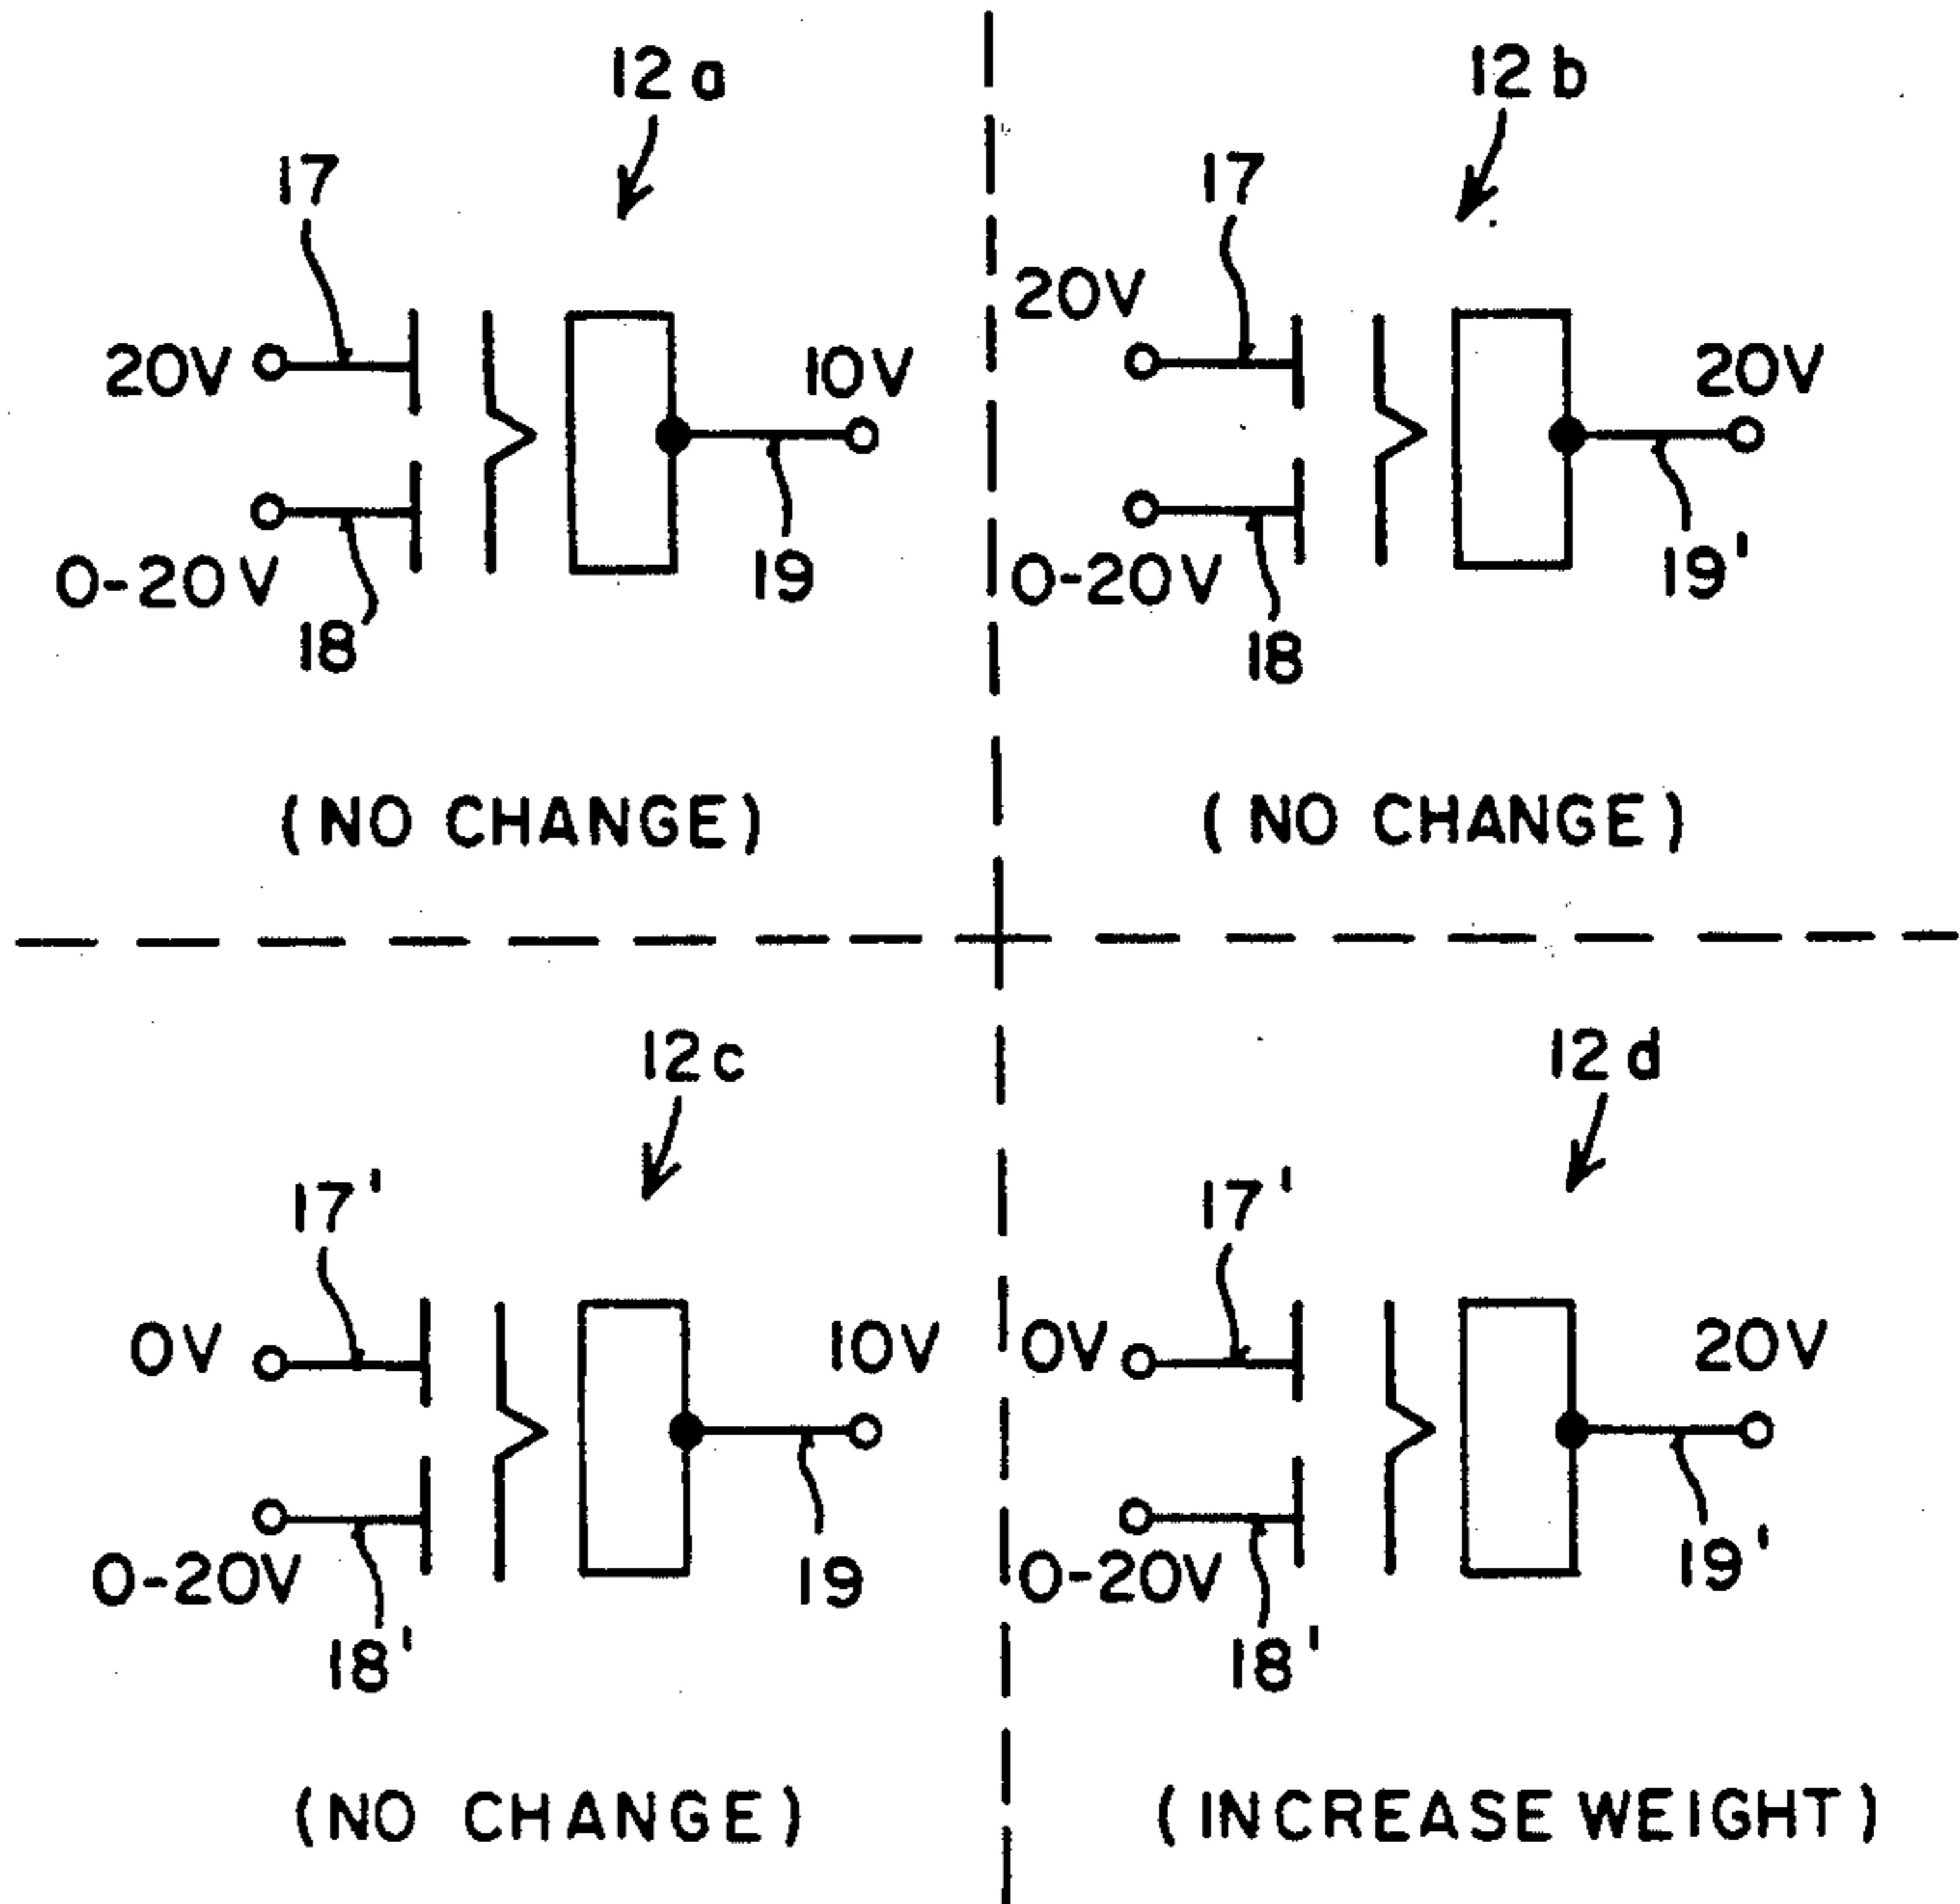 12a
17
20V
10V
0-20V
18
19
(NO CHANGE)
12b
17
20V
20V
0-20V
18
19'
(NO CHANGE)
12c
17'
0V
10V
0-20V
18'
19
(NO CHANGE)
12d
17'
0V
20V
0-20V
18'
19'
(INCREASE WEIGHT)